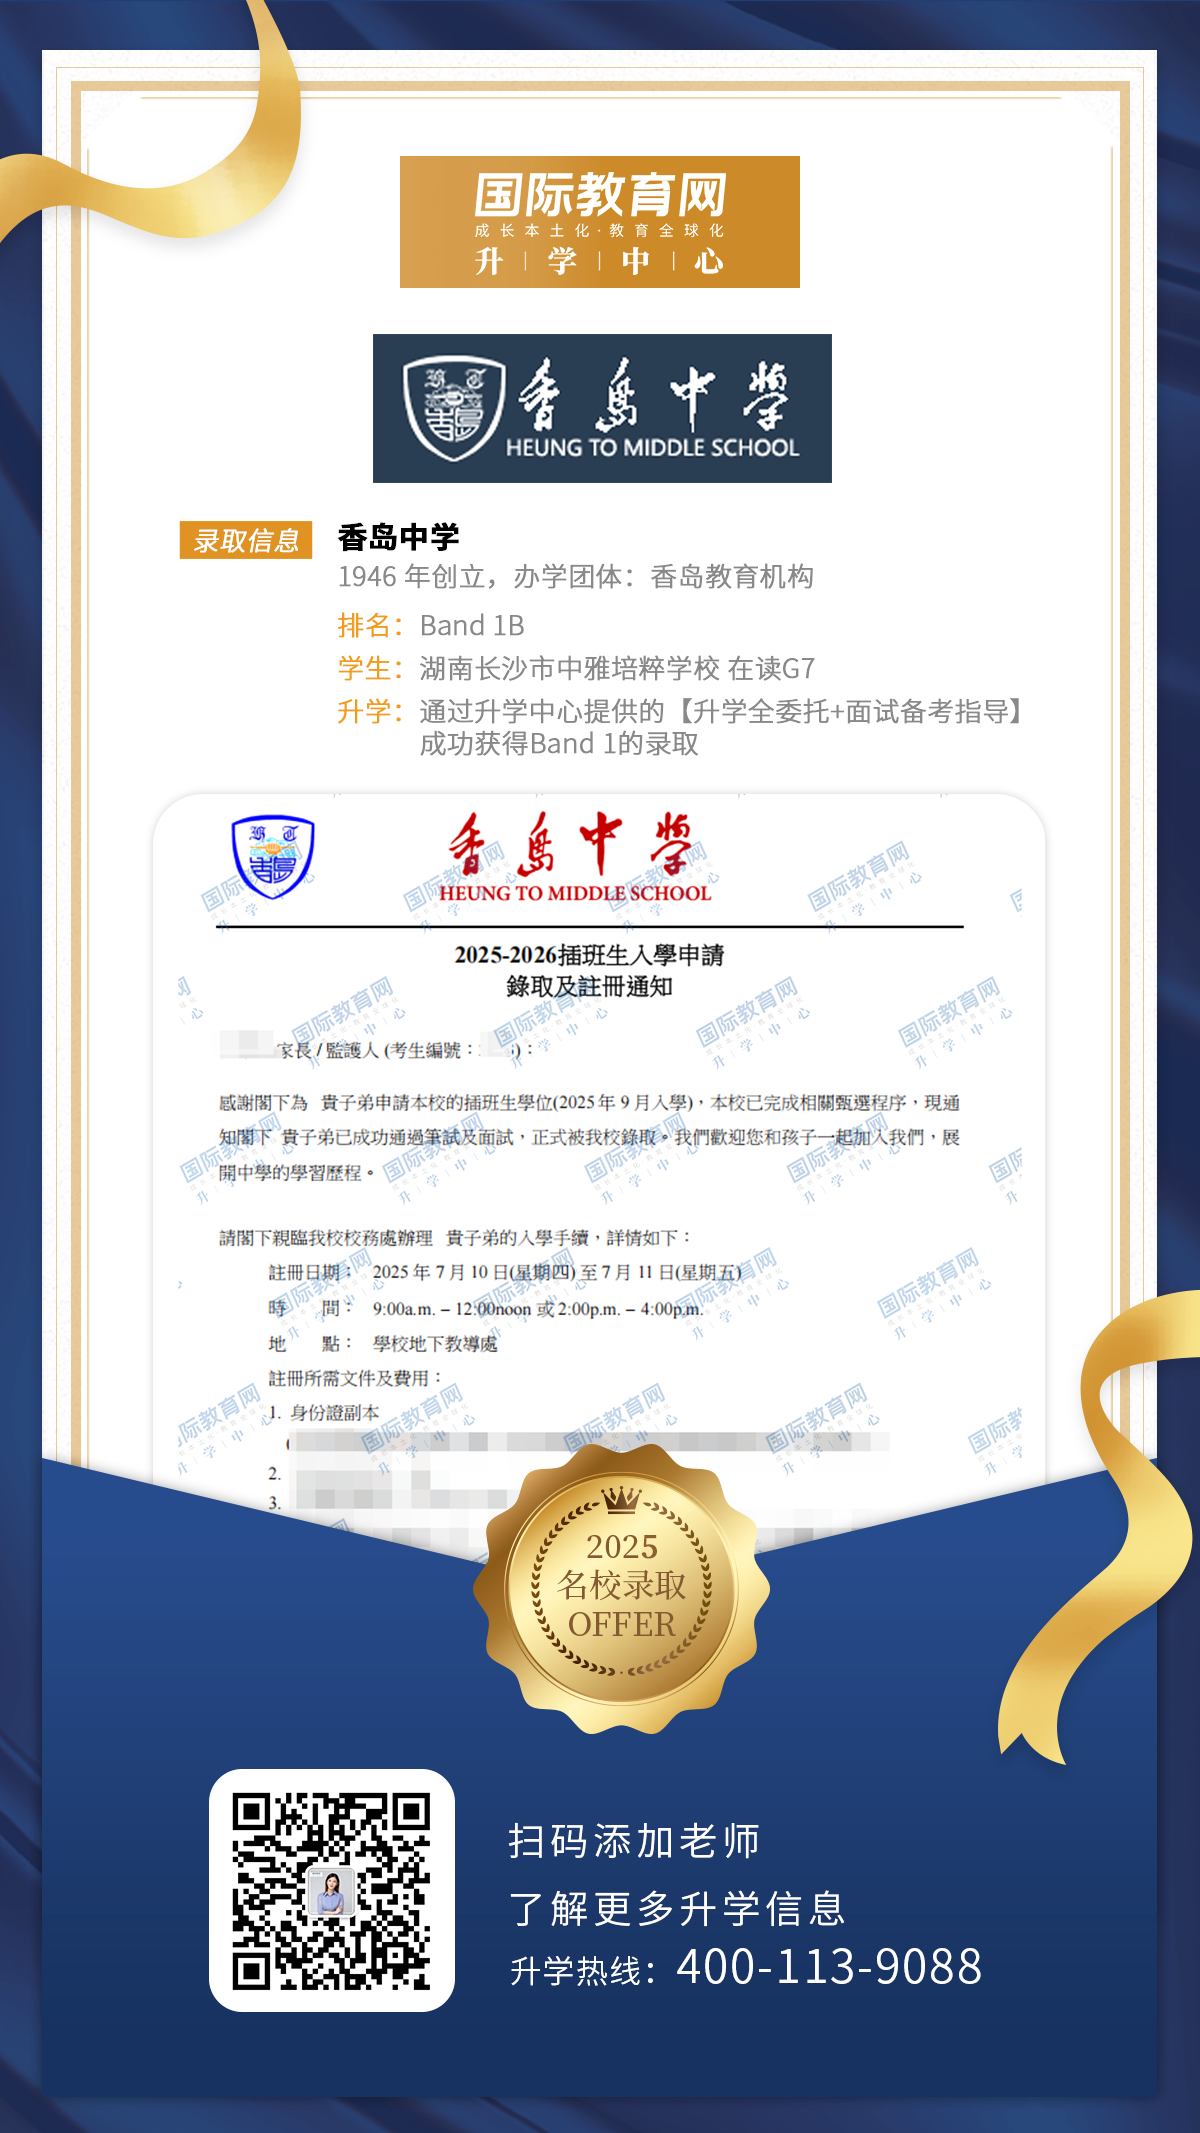 国际教育网
成长本土化·教育全球化
升|学|中|心
香島中學
HEUNG TO MIDDLE SCHOOL
录取信息
香岛中学
1946 年创立，办学团体：香岛教育机构
排名：Band 1B
学生：湖南长沙市中雅培粹学校 在读G7
升学：通过升学中心提供的【升学全委托+面试备考指导】
成功获得Band 1的录取
香島中學
HEUNG TO MIDDLE SCHOOL
2025-2026插班生入學申請
錄取及註冊通知
家長 / 監護人 (考生編號：):
感謝閣下為 貴子弟申請本校的插班生學位(2025 年 9 月入學)，本校已完成相關甄選程序，現通
知閣下 貴子弟已成功通過筆試及面試，正式被我校錄取。我們歡迎您和孩子一起加入我們，展
開中學的學習歷程。
請閣下親臨我校校務處辦理 貴子弟的入學手續，詳情如下：
註冊日期： 2025 年 7 月 10 日(星期四) 至 7 月 11 日(星期五)
時 間： 9:00a.m. – 12:00noon 或 2:00p.m. – 4:00p.m.
地 點： 學校地下教導處
註冊所需文件及費用：
1. 身份證副本
2.
3.
2025
名校录取
OFFER
扫码添加老师
了解更多升学信息
升学热线：400-113-9088